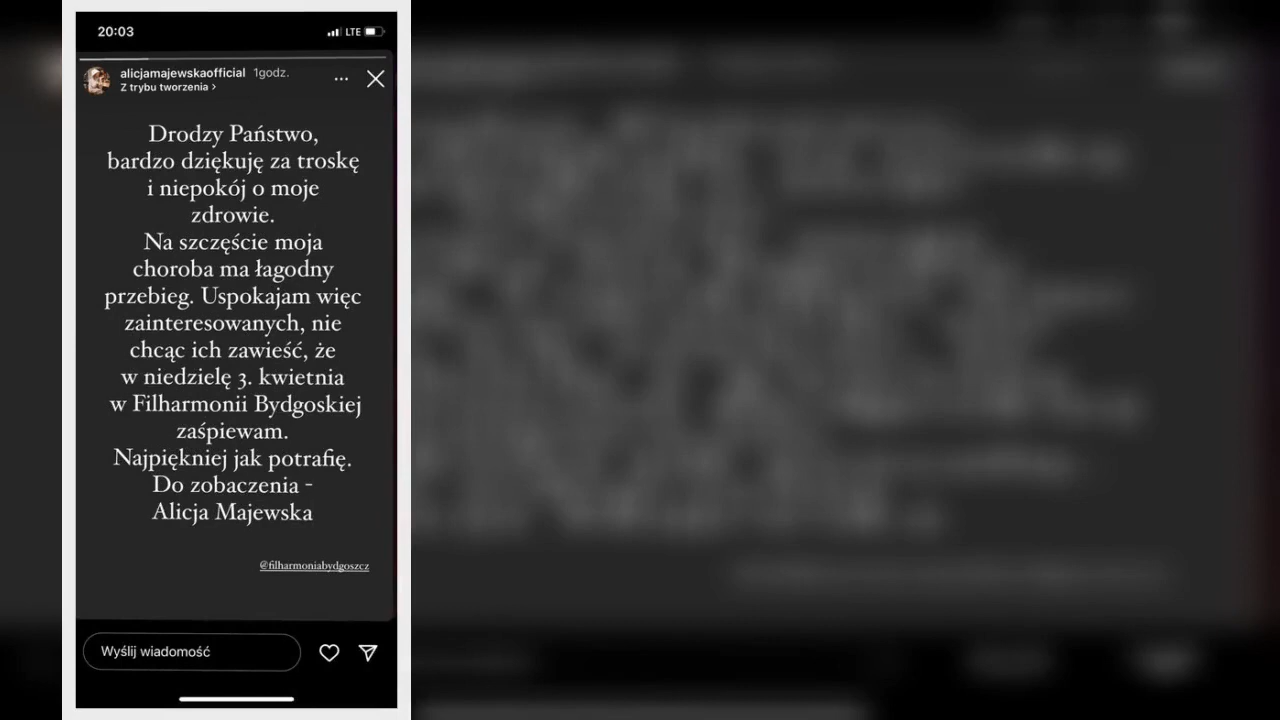 20:03
LTE
alicjamajewskaofficial 1godz.
Z trybu tworzenia >
Drodzy Państwo,
bardzo dziękuję za troskę
i niepokój o moje
zdrowie.
Na szczęście moja
choroba ma łagodny
przebieg. Uspokajam więc
zainteresowanych, nie
chcąc ich zawieść, że
w niedzielę 3. kwietnia
w Filharmonii Bydgoskiej
zaśpiewam.
Najpiękniej jak potrafię.
Do zobaczenia -
Alicja Majewska
@filharmoniabydgoszcz
Wyślij wiadomość